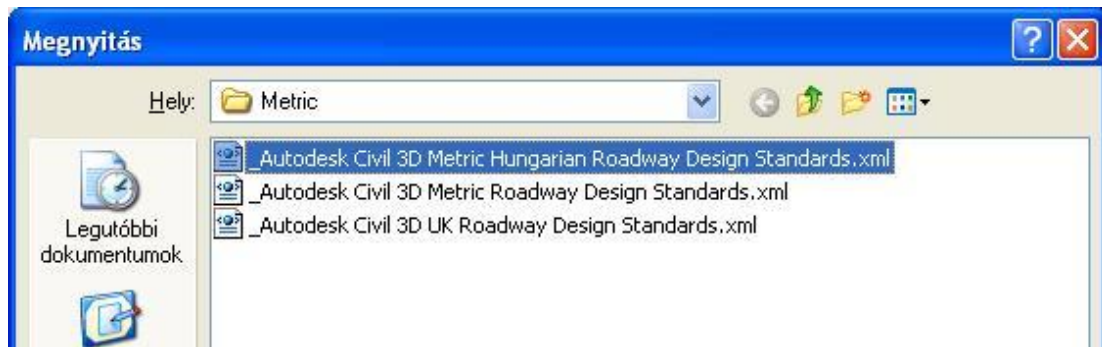 Megnyitás
Hely: Metric
_Autodesk Civil 3D Metric Hungarian Roadway Design Standards.xml
_Autodesk Civil 3D Metric Roadway Design Standards.xml
_Autodesk Civil 3D UK Roadway Design Standards.xml
Legutóbbi
dokumentumok